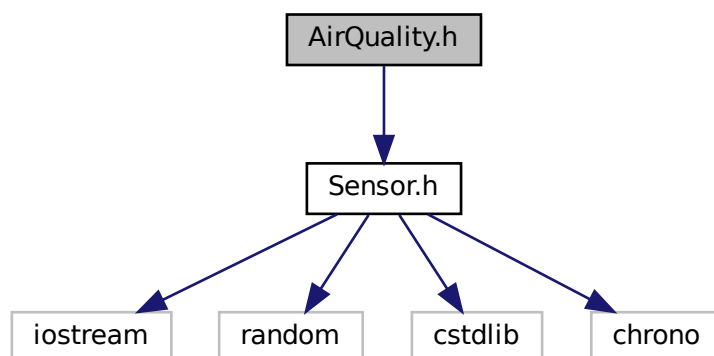 AirQuality.h
Sensor.h
iostream
random
cstdlib
chrono